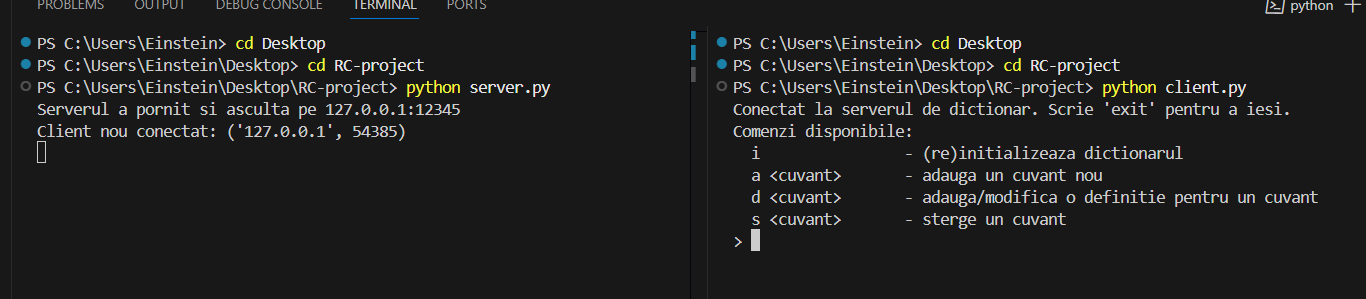 PROBLEMS OUTPUT DEBUG CONSOLE TERMINAL PORTS python
PS C:\Users\Einstein> cd Desktop
PS C:\Users\Einstein\Desktop> cd RC-project
PS C:\Users\Einstein\Desktop\RC-project> python server.py
Serverul a pornit si asculta pe 127.0.0.1:12345
Client nou conectat: ('127.0.0.1', 54385)
PS C:\Users\Einstein> cd Desktop
PS C:\Users\Einstein\Desktop> cd RC-project
PS C:\Users\Einstein\Desktop\RC-project> python client.py
Conectat la serverul de dictionar. Scrie 'exit' pentru a iesi.
Comenzi disponibile:
i - (re)initializeaza dictionarul
a <cuvant> - adauga un cuvant nou
d <cuvant> - adauga/modifica o definitie pentru un cuvant
s <cuvant> - sterge un cuvant
>